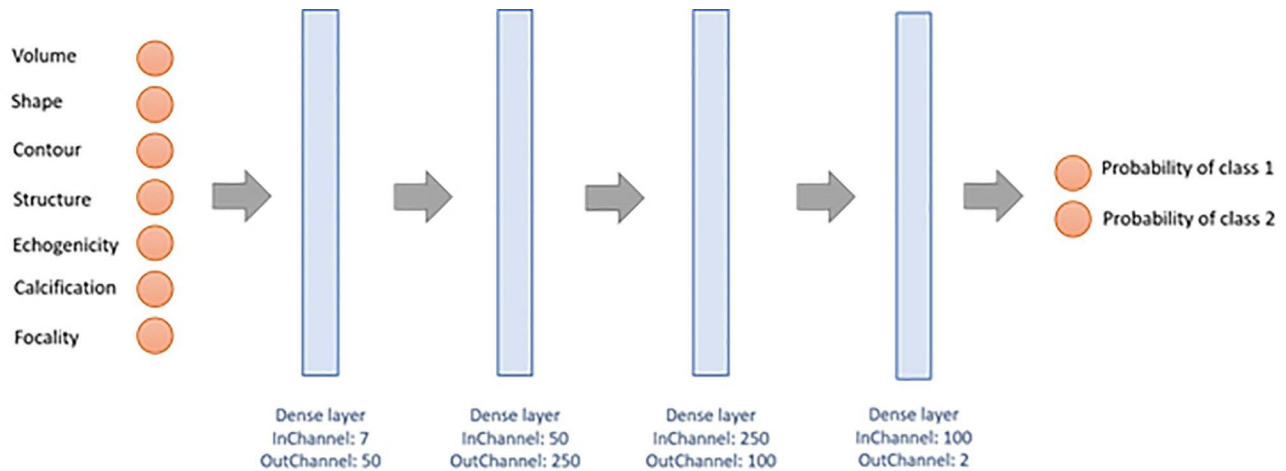 Volume
Shape
Contour
Structure
Echogenicity
Calcification
Focality
Probability of class 1
Probability of class 2
Dense layer
InChannel: 7
OutChannel: 50
Dense layer
InChannel: 50
OutChannel: 250
Dense layer
InChannel: 250
OutChannel: 100
Dense layer
InChannel: 100
OutChannel: 2